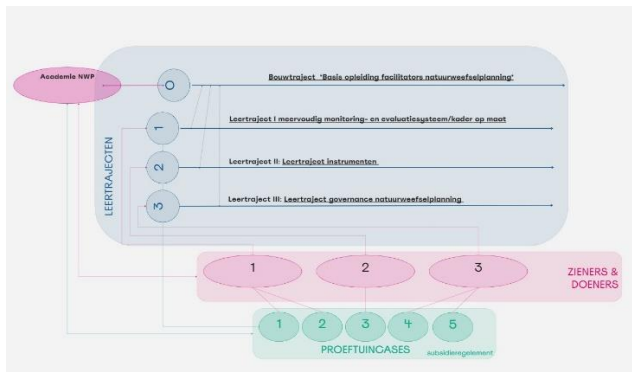 Academie NWP
LEERTRAJECTEN
0
Bouwtraject 'Basis opleiding facilitators natuurweefselplanning'
1
Leertraject I meervoudig monitoring- en evaluatiesysteem/kader op maat
2
Leertraject II: Leertraject instrumenten
3
Leertraject III: Leertraject governance natuurweefselplanning
1 2 3
ZIENERS &
DOENERS
1 2 3 4 5
PROEFTUINCASES subsidiereglement